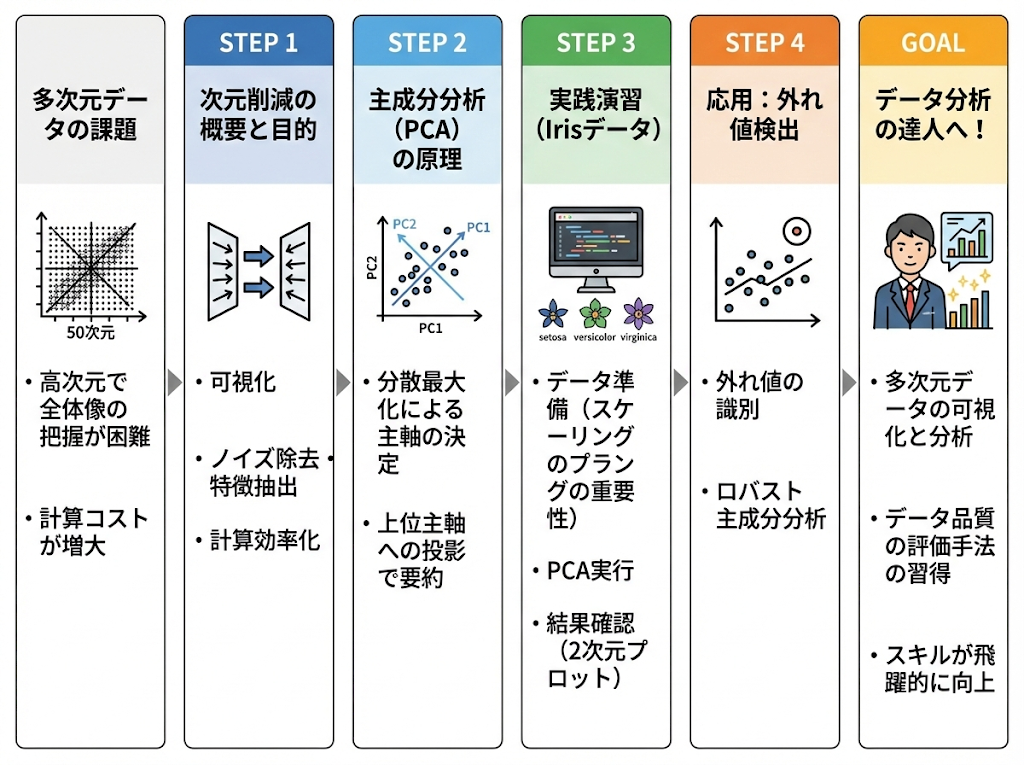 多次元デー
タの課題
50次元
・高次元で
全体像の
把握が困難
・計算コスト
が増大
STEP 1
次元削減の
概要と目的
・可視化
・ノイズ除去・
特徴抽出
・計算効率化
STEP 2
主成分分析
（PCA）
の原理
PC2
PC1
PC2
PC1
・分散最大
化による
主軸の決
定
・上位主軸
への投影
で要約
STEP 3
実践演習
（Irisデータ）
setosa versicolor virginica
・データ準
備（スケ
ーリング
のプラン
グの重要
性）
・PCA実行
・結果確認
（2次元プ
ロット）
STEP 4
応用：外れ
値検出
・外れ値の
識別
・ロバスト
主成分分析
GOAL
データ分析
の達人へ！
・多次元デ
ータの可視
化と分析
・データ品質
の評価手法
の習得
・スキルが飛
躍的に向上